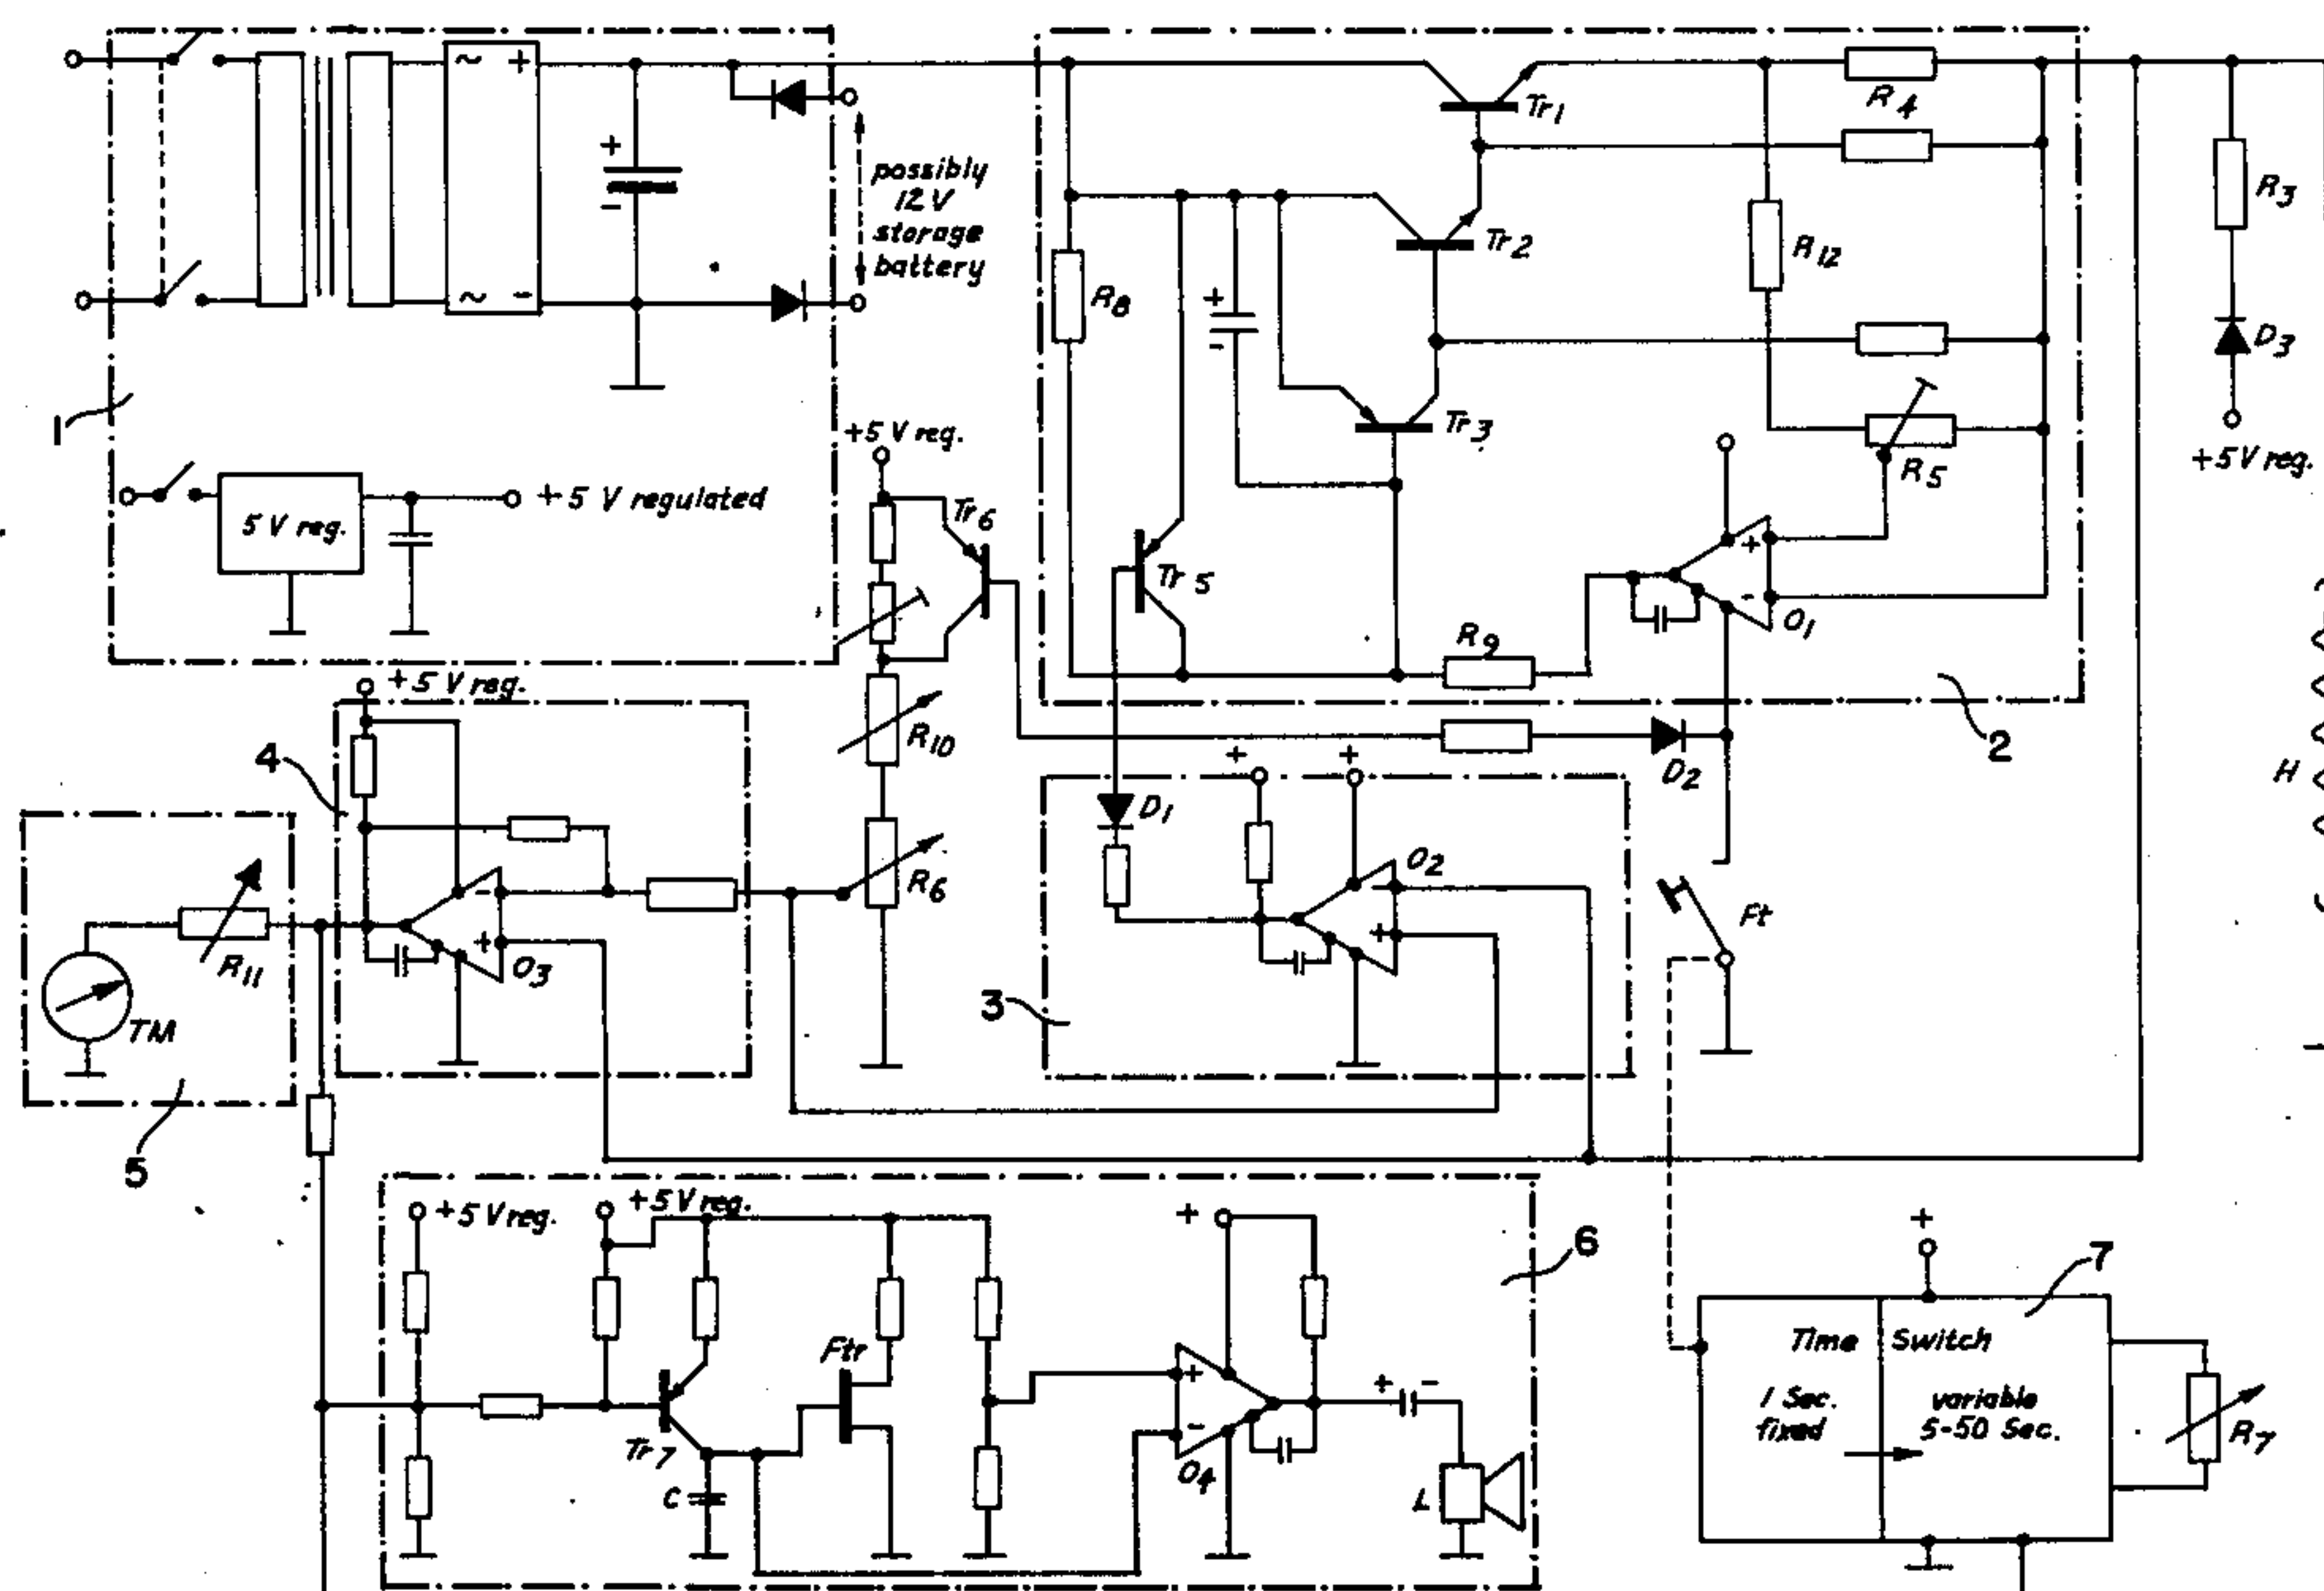 ~ +
~ -
+
-
possibly
12V
storage
battery
1
5 V reg.
+ 5 V regulated
Tr1
R4
R3
Tr2
R12
R8
+
-
D3
+5V reg.
Tr3
R5
+5 V reg.
Tr6
Tr5
+
-
O1
R9
2
+ 5 V reg.
R10
D2
4
+
+
D1
O2
-
+
R6
Ft
H
-
+
O3
R11
TM
3
5
+5 V reg.
+5 V reg.
+
6
+
7
Time Switch
1 Sec.
fixed
variable
5-50 Sec.
R7
Ftr
Tr7
C
+
-
O4
+ -
L